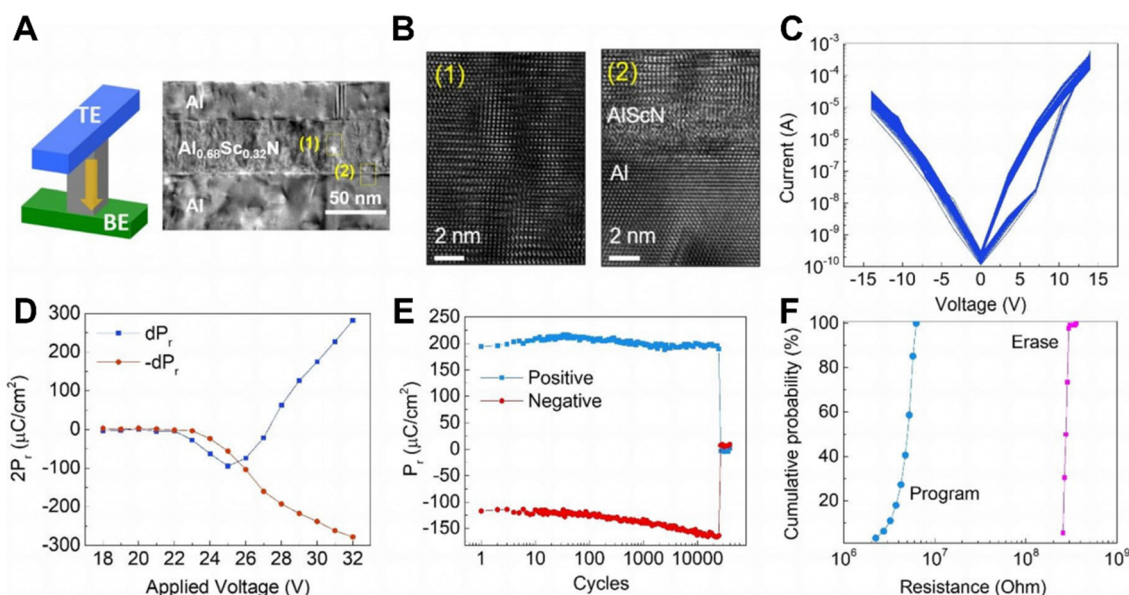 A
TE
BE
Al
Al0.68Sc0.32N
(1)
(2)
Al
50 nm
B
(1)
2 nm
(2)
AlScN
Al
2 nm
C
Current (A)
10⁻³
10⁻⁴
10⁻⁵
10⁻⁶
10⁻⁷
10⁻⁸
10⁻⁹
10⁻¹⁰
-15 -10 -5 0 5 10 15
Voltage (V)
D
2Pr (μC/cm²)
300
200
100
0
-100
-200
-300
dPr
-dPr
18 20 22 24 26 28 30 32
Applied Voltage (V)
E
Pr (μC/cm²)
250
200
150
100
50
0
-50
-100
-150
Positive
Negative
1 10 100 1000 10000
Cycles
F
Cumulative probability (%)
100
80
60
40
20
Erase
Program
10⁶ 10⁷ 10⁸ 10⁹
Resistance (Ohm)